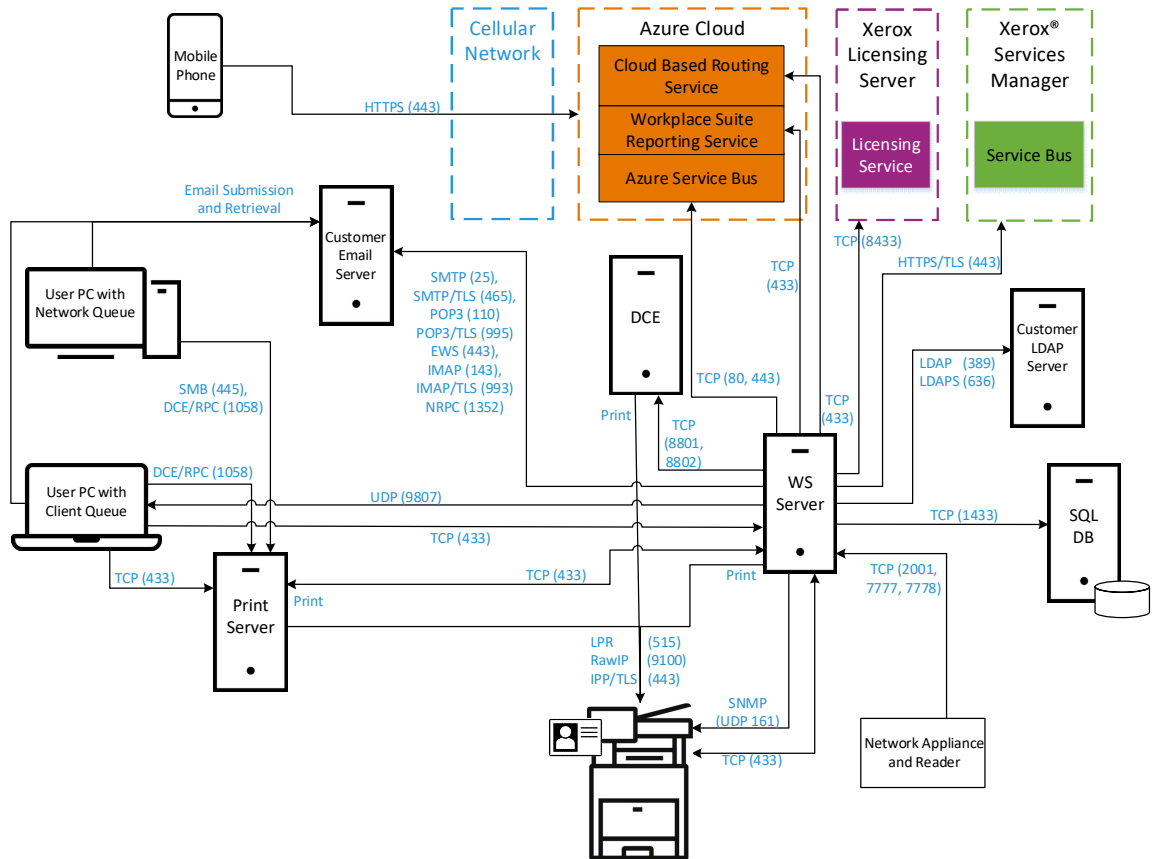 Mobile
Phone
Cellular
Network
Azure Cloud
Cloud Based Routing
Service
Workplace Suite
Reporting Service
Azure Service Bus
Xerox
Licensing
Server
Licensing
Service
Xerox®
Services
Manager
Service Bus
HTTPS (443)
Email Submission
and Retrieval
Customer
Email
Server
User PC with
Network Queue
SMTP (25),
SMTP/TLS (465),
POP3 (110)
POP3/TLS (995)
EWS (443)
IMAP (143),
IMAP/TLS (993)
NRPC (1352)
DCE
TCP (8433)
HTTPS/TLS (443)
TCP
(433)
Customer
LDAP
Server
LDAP (389)
LDAPS (636)
TCP (80, 443)
TCP
(433)
SMB (445),
DCE/RPC (1058)
Print
TCP
(8801,
8802)
DCE/RPC (1058)
User PC with
Client Queue
UDP (9807)
WS
Server
TCP (433)
TCP (1433)
SQL
DB
TCP (433)
TCP (433)
Print
TCP (2001,
7777, 7778)
Print
Server
Print
LPR (515)
RawIP (9100)
IPP/TLS (443)
SNMP
(UDP 161)
TCP (433)
Network Appliance
and Reader